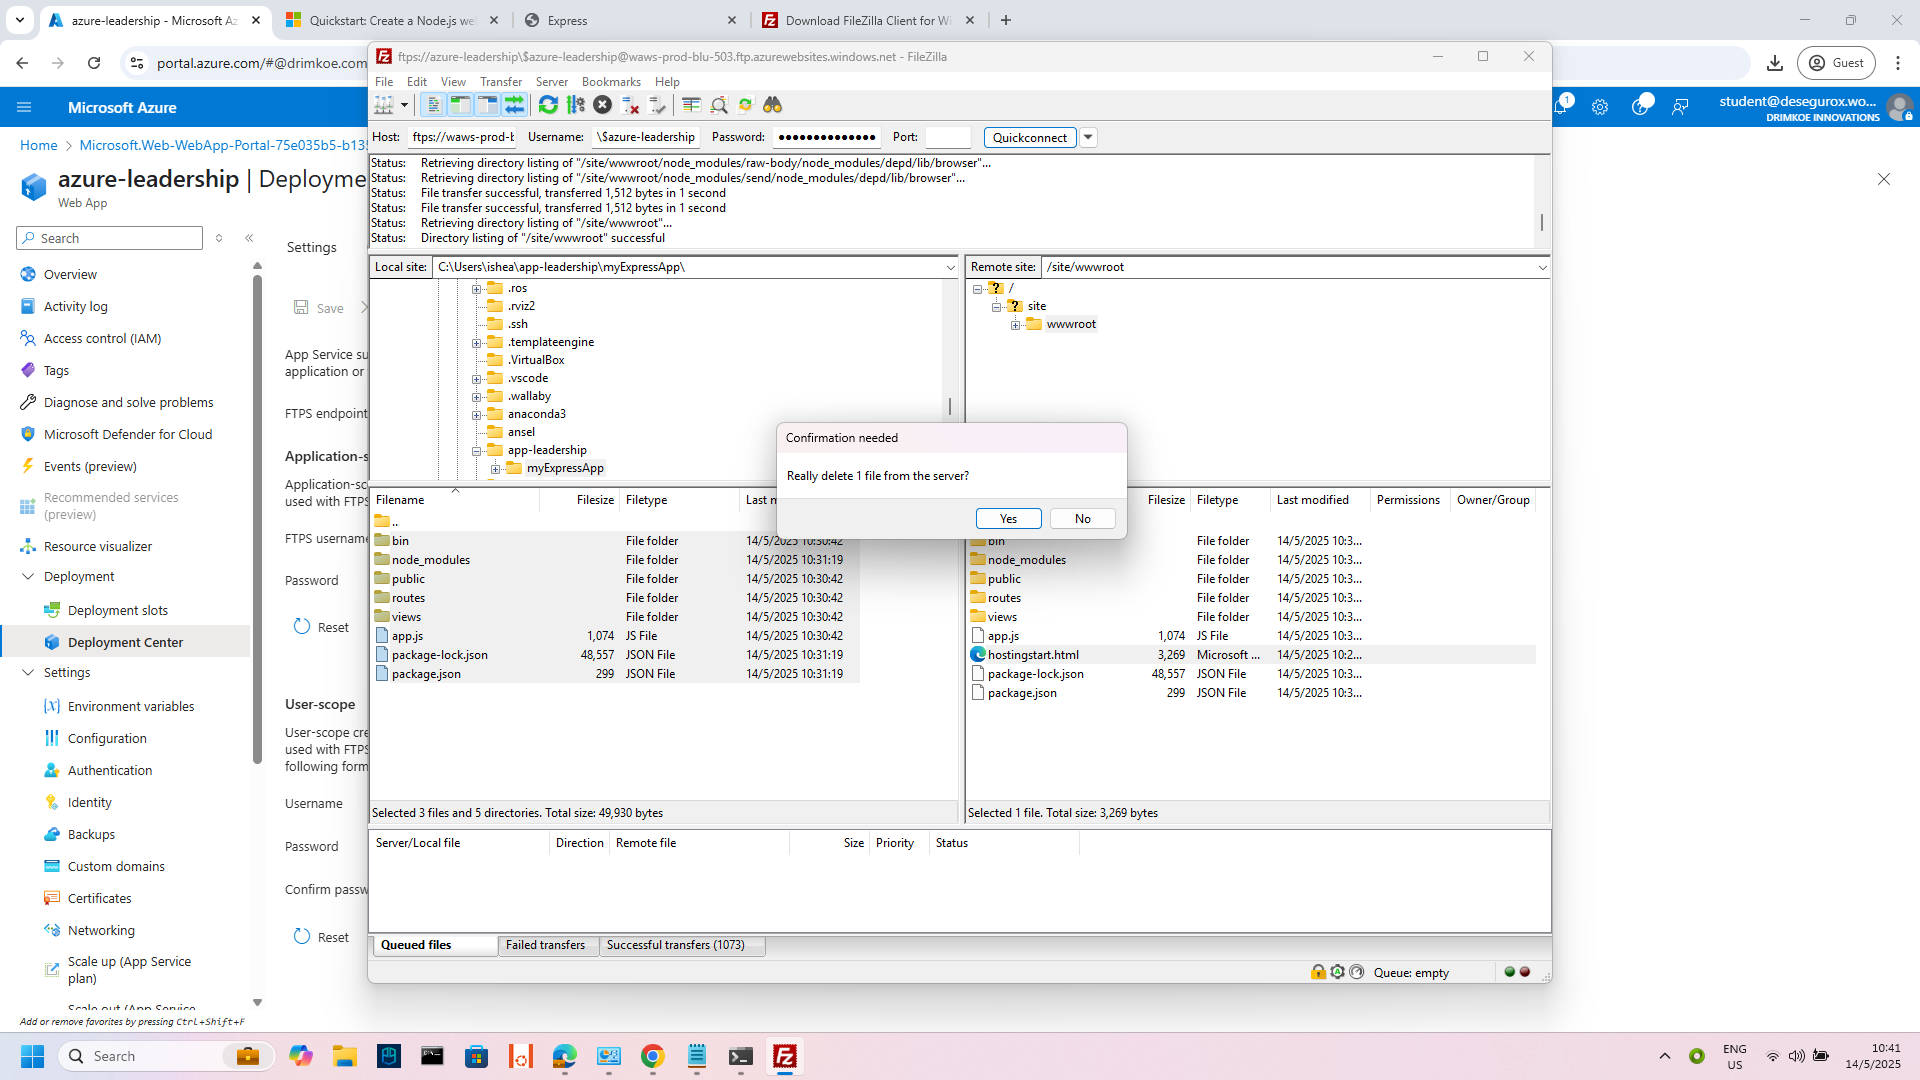 azure-leadership - Microsoft Az
Quickstart: Create a Node.js we
Express
Download FileZilla Client for Wi
portal.azure.com/#@drimkoe.com
Guest
ftps://azure-leadership\$azure-leadership@waws-prod-blu-503.ftp.azurewebsites.windows.net - FileZilla
File Edit View Transfer Server Bookmarks Help
Microsoft Azure
1
student@desegurox.wo...
DRIMKOE INNOVATIONS
Host: ftps://waws-prod-b Username: \$azure-leadership Password: ●●●●●●●●●●●●●● Port: Quickconnect
Home > Microsoft.Web-WebApp-Portal-75e035b5-b135
azure-leadership | Deployme
Web App
Status: Retrieving directory listing of "/site/wwwroot/node_modules/raw-body/node_modules/depd/lib/browser"...
Status: Retrieving directory listing of "/site/wwwroot/node_modules/send/node_modules/depd/lib/browser"...
Status: File transfer successful, transferred 1,512 bytes in 1 second
Status: File transfer successful, transferred 1,512 bytes in 1 second
Status: Retrieving directory listing of "/site/wwwroot"...
Status: Directory listing of "/site/wwwroot" successful
Search
Overview
Activity log
Access control (IAM)
Tags
Diagnose and solve problems
Microsoft Defender for Cloud
Events (preview)
Recommended services
(preview)
Resource visualizer
Deployment
Deployment slots
Deployment Center
Settings
Environment variables
Configuration
Authentication
Identity
Backups
Custom domains
Certificates
Networking
Scale up (App Service
plan)
Scale out (App Service
Add or remove favorites by pressing Ctrl+Shift+F
Settings
Save
App Service su
application or
FTPS endpoint
Application-s
Application-sc
used with FTPS
FTPS username
Password
Reset
User-scope
User-scope cre
used with FTPS
following form
Username
Password
Confirm passw
Reset
Local site: C:\Users\ishea\app-leadership\myExpressApp\
.ros
.rviz2
.ssh
.templateengine
.VirtualBox
.vscode
.wallaby
anaconda3
ansel
app-leadership
myExpressApp
Remote site: /site/wwwroot
/
site
wwwroot
Confirmation needed
Really delete 1 file from the server?
Yes No
Filename Filesize Filetype Last m
..
bin File folder 14/5/2025 10:30:42
node_modules File folder 14/5/2025 10:31:19
public File folder 14/5/2025 10:30:42
routes File folder 14/5/2025 10:30:42
views File folder 14/5/2025 10:30:42
app.js 1,074 JS File 14/5/2025 10:30:42
package-lock.json 48,557 JSON File 14/5/2025 10:31:19
package.json 299 JSON File 14/5/2025 10:31:19
Selected 3 files and 5 directories. Total size: 49,930 bytes
Filesize Filetype Last modified Permissions Owner/Group
bin File folder 14/5/2025 10:3...
node_modules File folder 14/5/2025 10:3...
public File folder 14/5/2025 10:3...
routes File folder 14/5/2025 10:3...
views File folder 14/5/2025 10:3...
app.js 1,074 JS File 14/5/2025 10:3...
hostingstart.html 3,269 Microsoft ... 14/5/2025 10:2...
package-lock.json 48,557 JSON File 14/5/2025 10:3...
package.json 299 JSON File 14/5/2025 10:3...
Selected 1 file. Total size: 3,269 bytes
Server/Local file Direction Remote file Size Priority Status
Queued files Failed transfers Successful transfers (1073)
Queue: empty
Search
ENG
US
10:41
14/5/2025